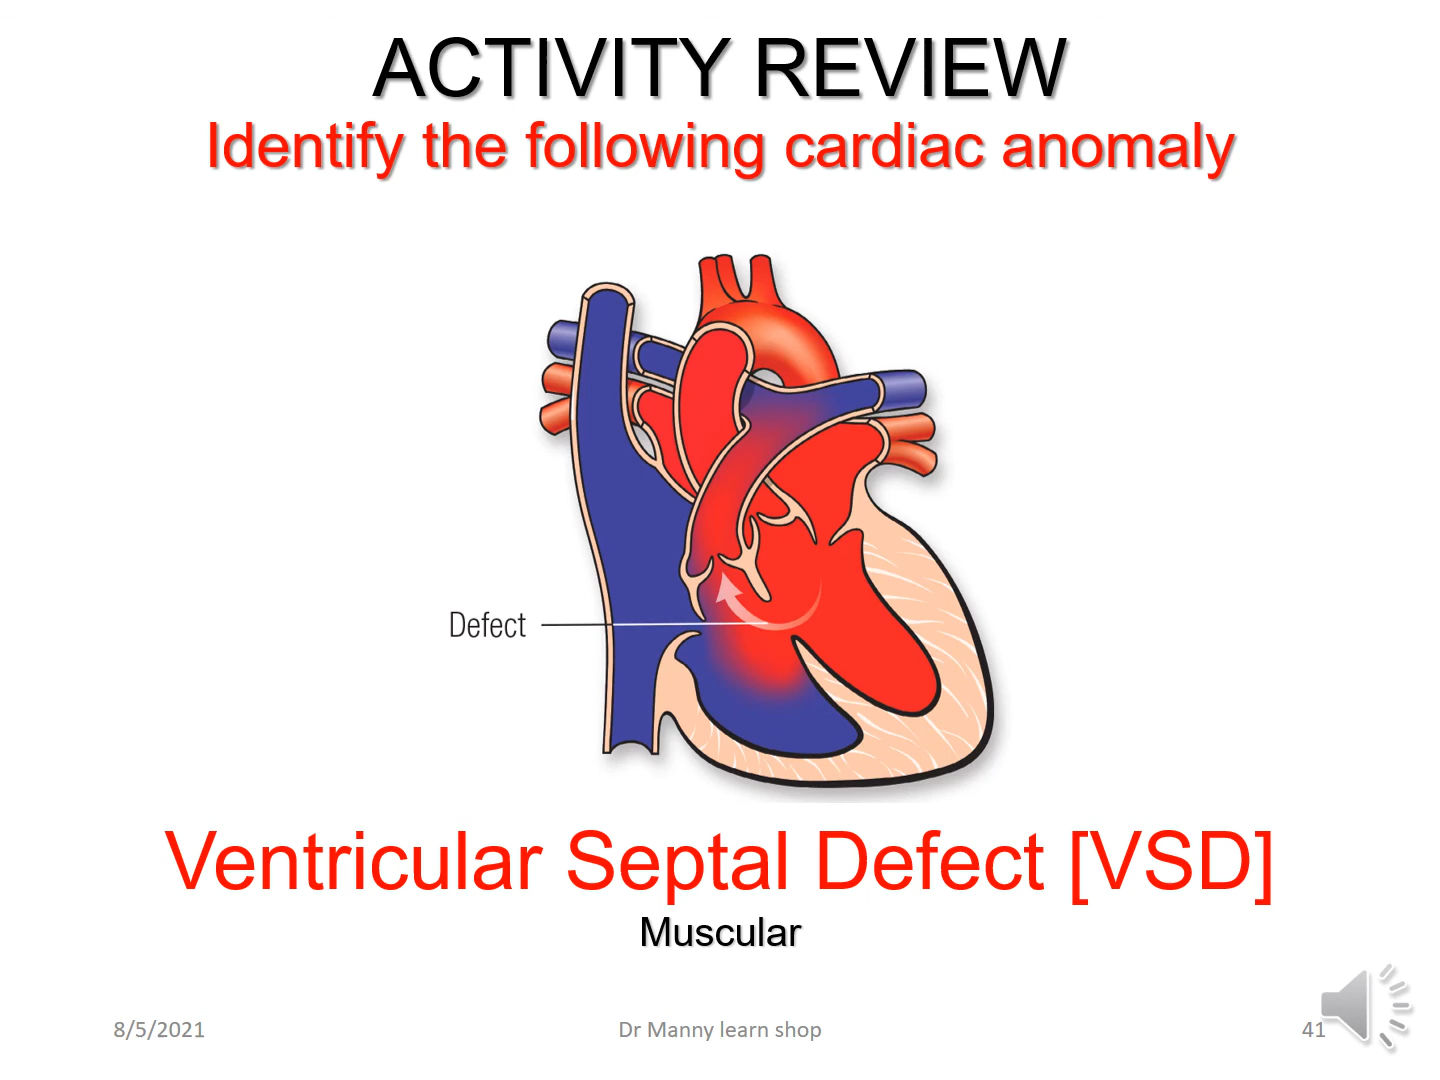 ACTIVITY REVIEW
Identify the following cardiac anomaly
Defect
Ventricular Septal Defect [VSD]
Muscular
8/5/2021
Dr Manny learn shop
41